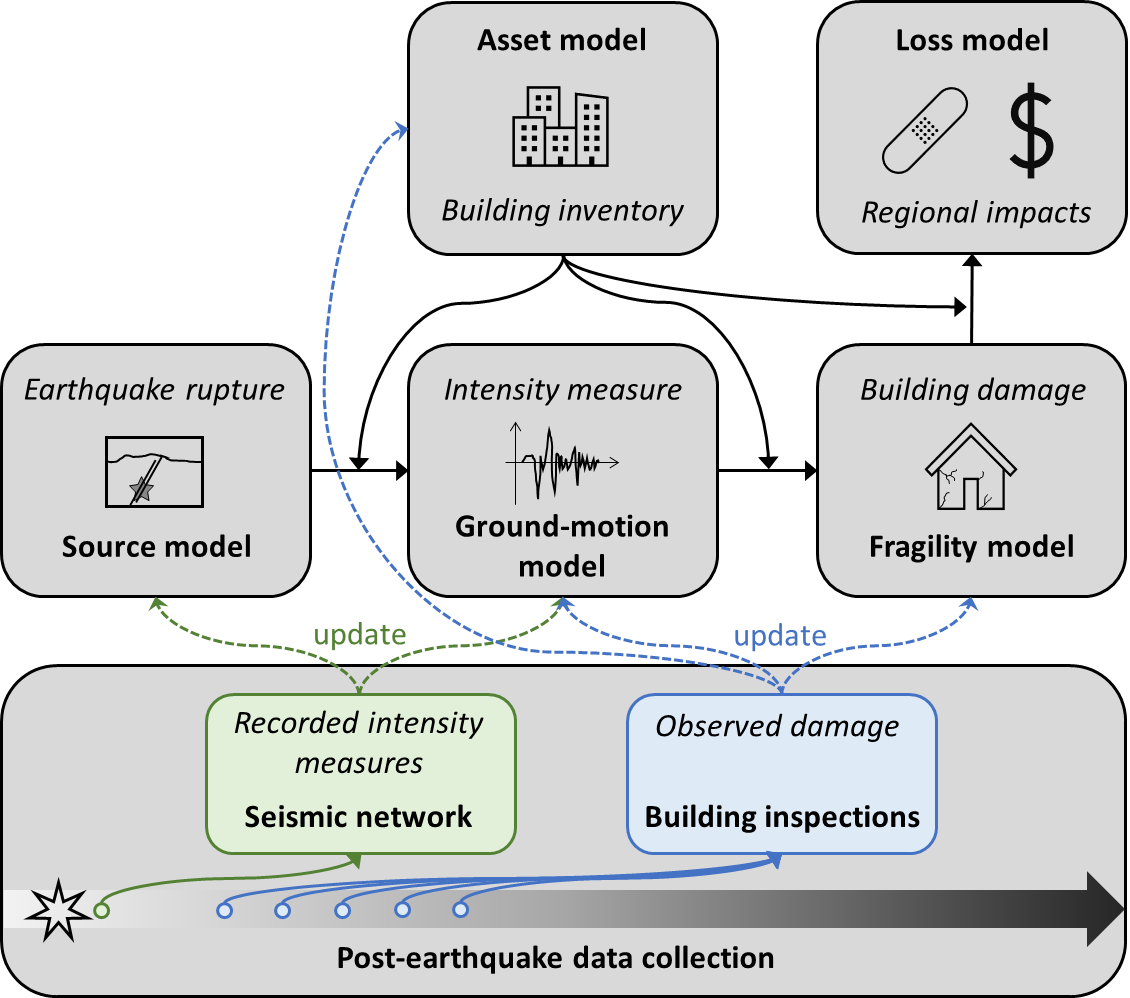 Asset model
Building inventory
Loss model
$
Regional impacts
Earthquake rupture
Source model
Intensity measure
Ground-motion
model
Building damage
Fragility model
update
update
Recorded intensity
measures
Seismic network
Observed damage
Building inspections
Post-earthquake data collection